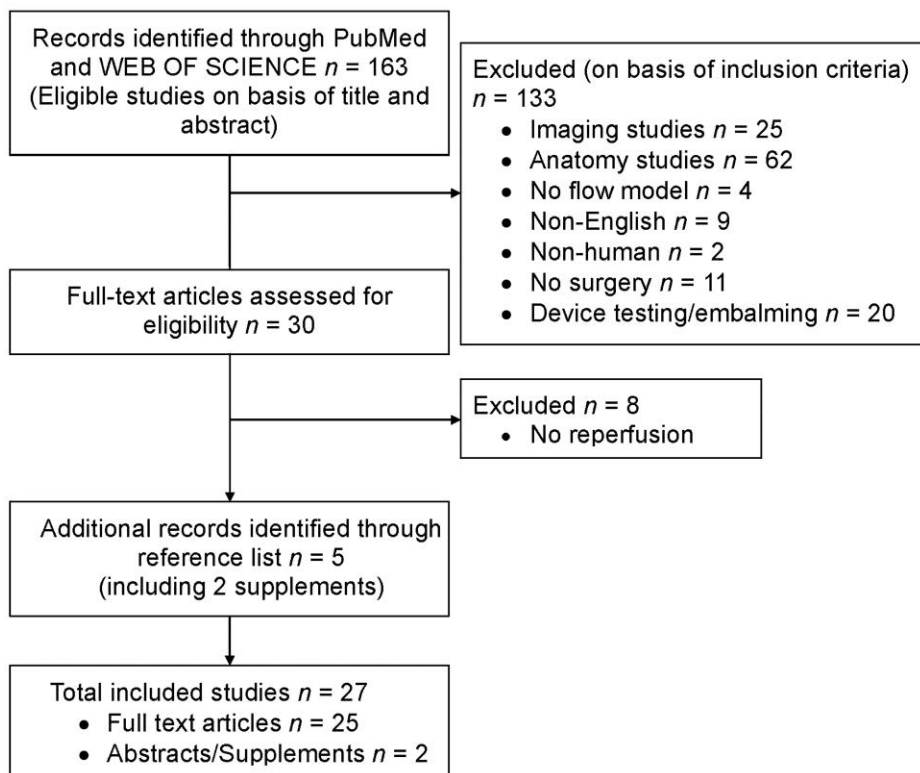 Records identified through PubMed
and WEB OF SCIENCE n = 163
(Eligible studies on basis of title and
abstract)
Excluded (on basis of inclusion criteria)
n = 133
• Imaging studies n = 25
• Anatomy studies n = 62
• No flow model n = 4
• Non-English n = 9
• Non-human n = 2
• No surgery n = 11
• Device testing/embalming n = 20
Full-text articles assessed for
eligibility n = 30
Excluded n = 8
• No reperfusion
Additional records identified through
reference list n = 5
(including 2 supplements)
Total included studies n = 27
• Full text articles n = 25
• Abstracts/Supplements n = 2